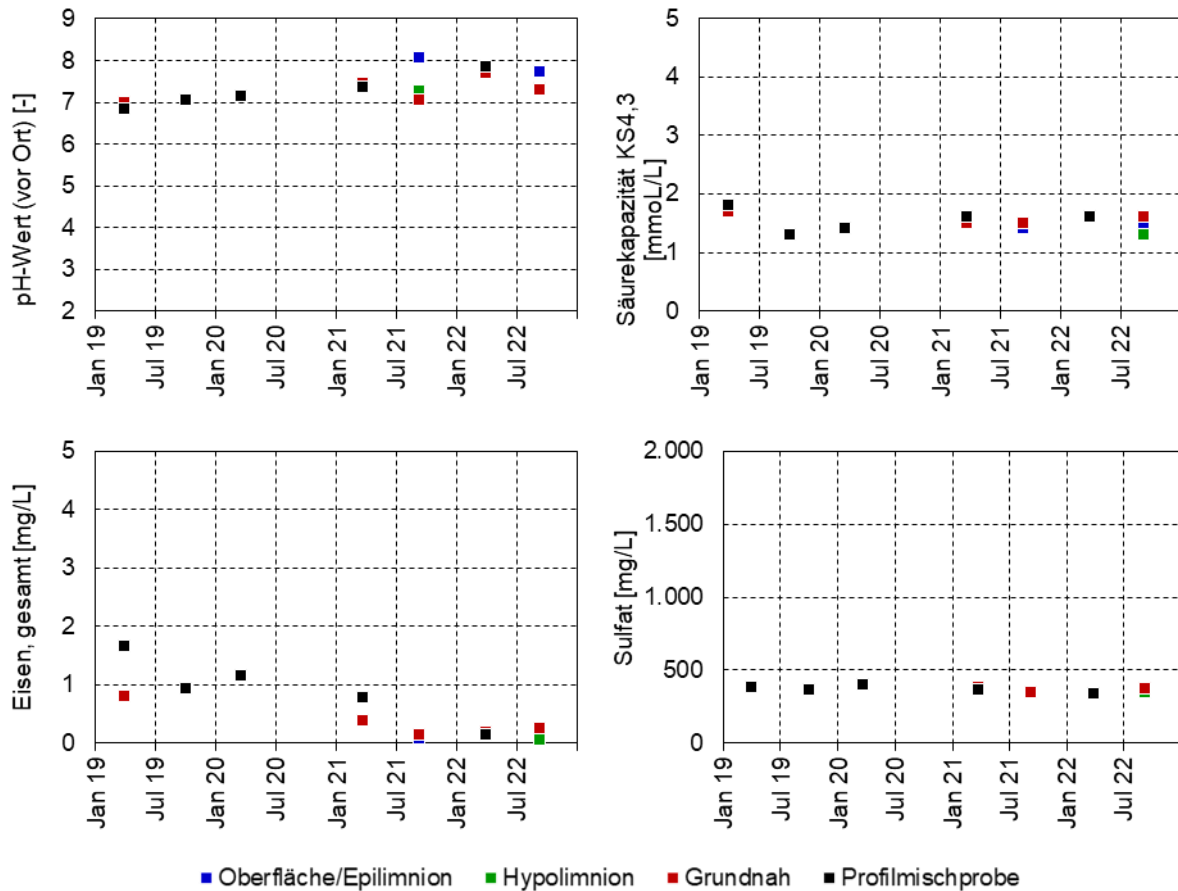 pH-Wert (vor Ort) [-]
9
8
7
6
5
4
3
2
Jan 19
Jul 19
Jan 20
Jul 20
Jan 21
Jul 21
Jan 22
Jul 22
Säurekapazität KS4,3
[mmoL/L]
5
4
3
2
1
0
Jan 19
Jul 19
Jan 20
Jul 20
Jan 21
Jul 21
Jan 22
Jul 22
Eisen, gesamt [mg/L]
5
4
3
2
1
0
Jan 19
Jul 19
Jan 20
Jul 20
Jan 21
Jul 21
Jan 22
Jul 22
Sulfat [mg/L]
2.000
1.500
1.000
500
0
Jan 19
Jul 19
Jan 20
Jul 20
Jan 21
Jul 21
Jan 22
Jul 22
Oberfläche/Epilimnion
Hypolimnion
Grundnah
Profilmischprobe